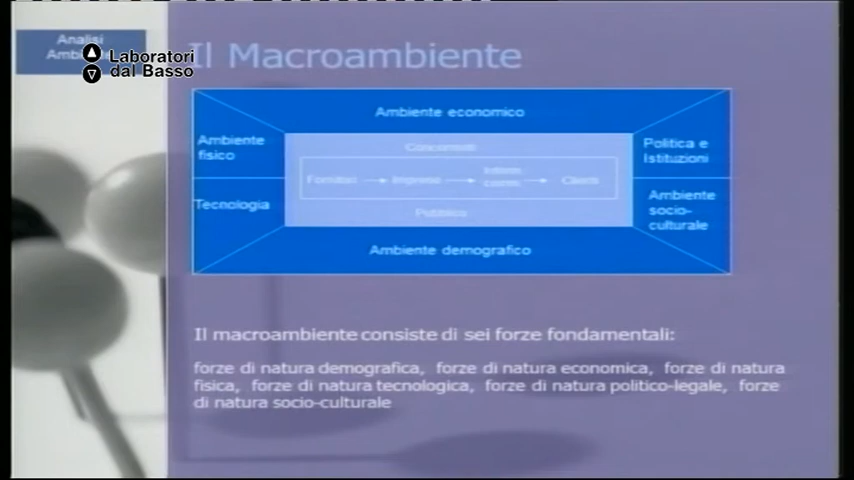 Analisi
Laboratori
dal Basso
Il Macroambiente
Ambiente economico
Ambiente
fisico
Politica e
Istituzioni
Concorrenti
Fornitori
Imprese
Clienti
Tecnologia
Ambiente
socio-
culturale
Pubblico
Ambiente demografico
Il macroambiente consiste di sei forze fondamentali:
forze di natura demografica, forze di natura economica, forze di natura
fisica, forze di natura tecnologica, forze di natura politico-legale, forze
di natura socio-culturale